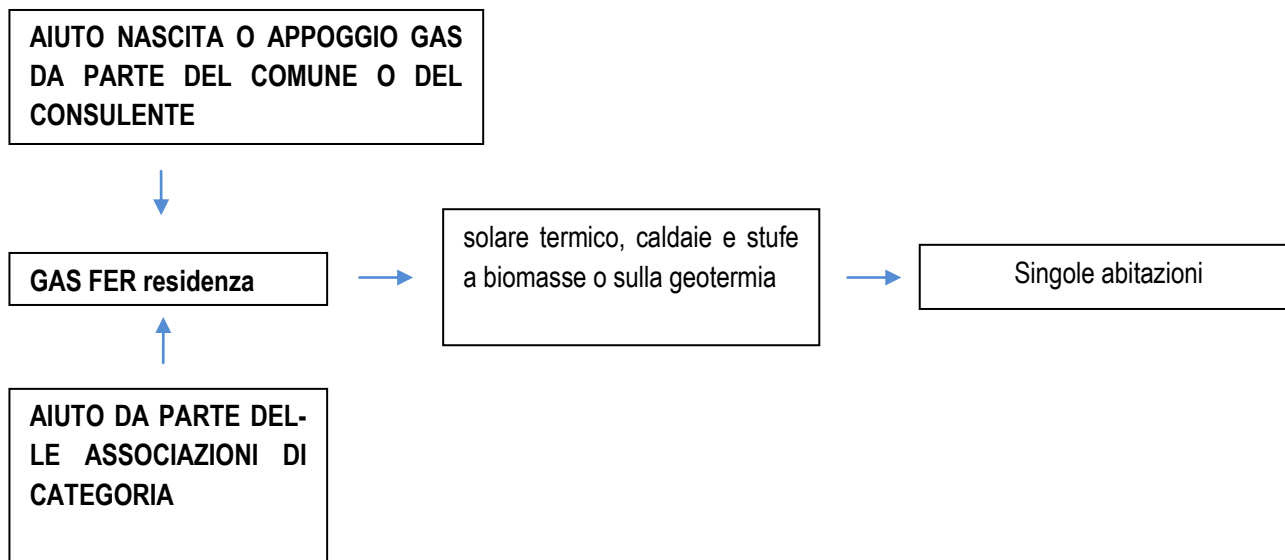 AIUTO NASCITA O APPOGGIO GAS
DA PARTE DEL COMUNE O DEL
CONSULENTE
GAS FER residenza
solare termico, caldaie e stufe
a biomasse o sulla geotermia
Singole abitazioni
AIUTO DA PARTE DEL-
LE ASSOCIAZIONI DI
CATEGORIA